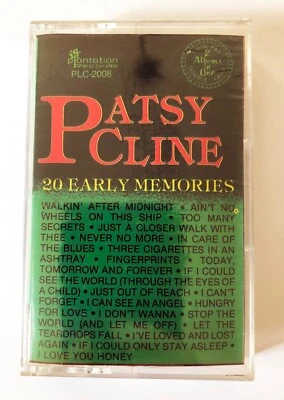 Plantation
Records
PLC-2008
2
Albums
in
One
PATSY
CLINE
20 EARLY MEMORIES
WALKIN' AFTER MIDNIGHT • AIN'T NO
WHEELS ON THIS SHIP • TOO MANY
SECRETS • JUST A CLOSER WALK WITH
THEE • NEVER NO MORE • IN CARE OF
THE BLUES • THREE CIGARETTES IN AN
ASHTRAY • FINGERPRINTS • TODAY,
TOMORROW AND FOREVER • IF I COULD
SEE THE WORLD (THROUGH THE EYES OF
A CHILD) • JUST OUT OF REACH • I CAN'T
FORGET • I CAN SEE AN ANGEL • HUNGRY
FOR LOVE • I DON'T WANNA • STOP THE
WORLD (AND LET ME OFF) • LET THE
TEARDROPS FALL • I'VE LOVED AND LOST
AGAIN • IF I COULD ONLY STAY ASLEEP •
I LOVE YOU HONEY